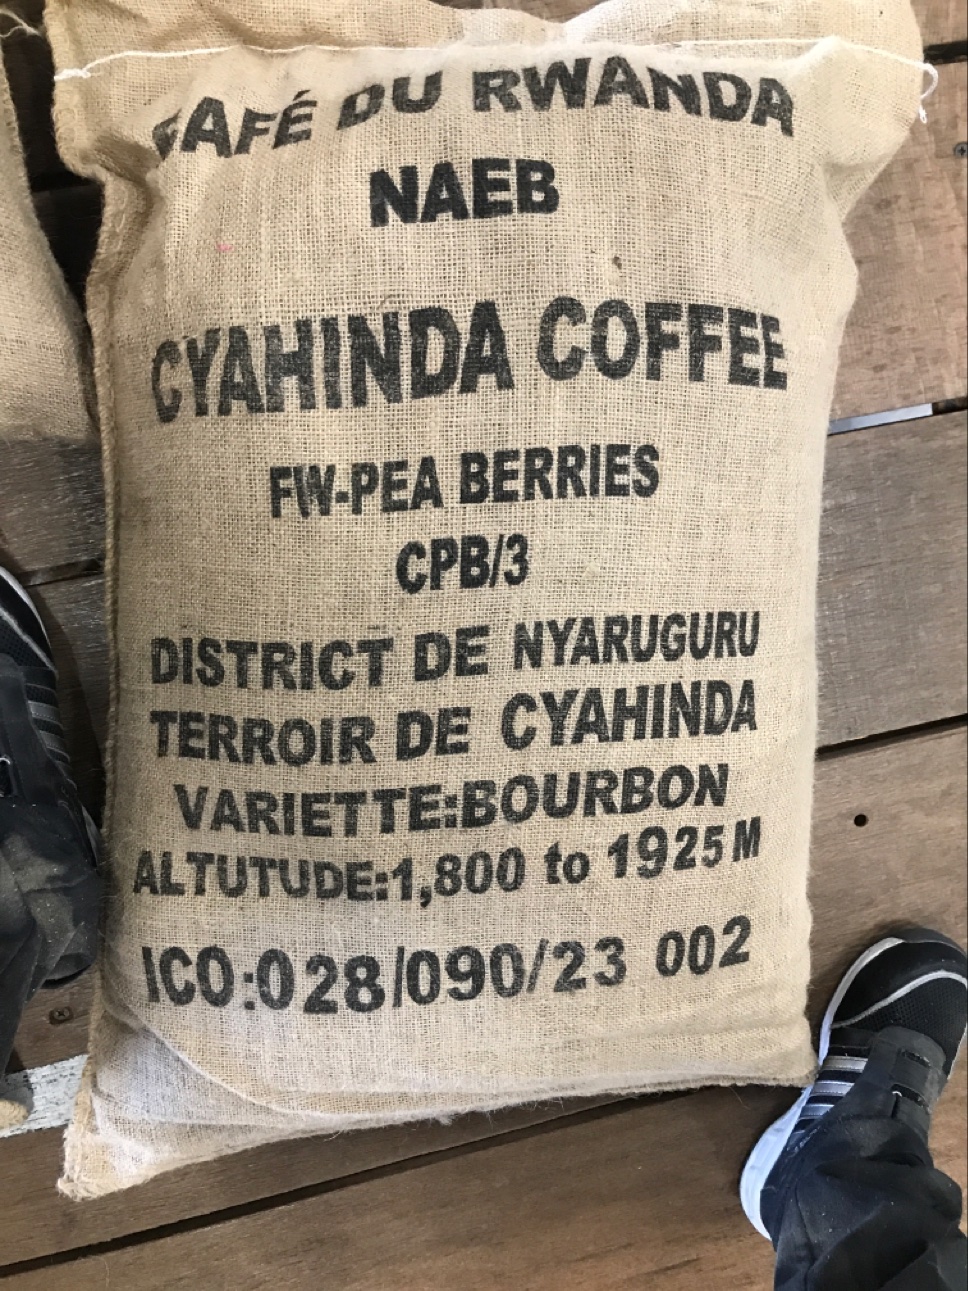 CAFÉ DU RWANDA
NAEB
CYAHINDA COFFEE
FW-PEA BERRIES
CPB/3
DISTRICT DE NYARUGURU
TERROIR DE CYAHINDA
VARIETTE:BOURBON
ALTUTUDE:1,800 to 1925 M
ICO:028/090/23 002